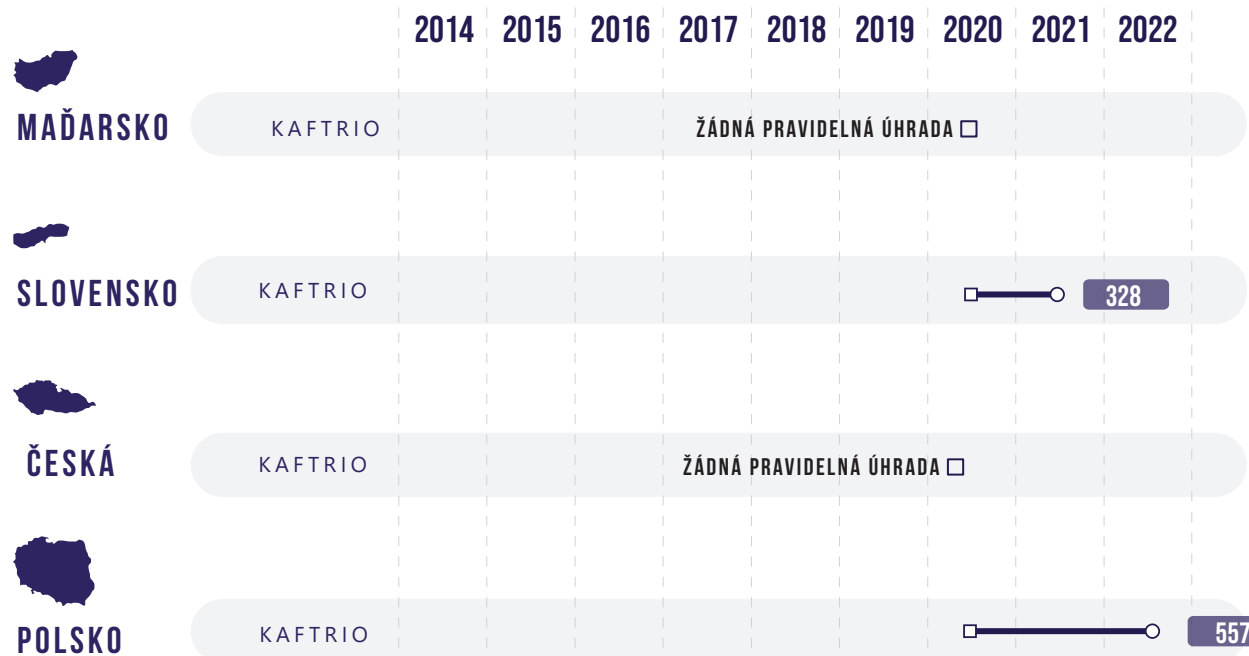 2014 2015 2016 2017 2018 2019 2020 2021 2022
MAĎARSKO KAFTRIO ŽÁDNÁ PRAVIDELNÁ ÚHRADA
SLOVENSKO KAFTRIO 328
ČESKÁ KAFTRIO ŽÁDNÁ PRAVIDELNÁ ÚHRADA
POLSKO KAFTRIO 557